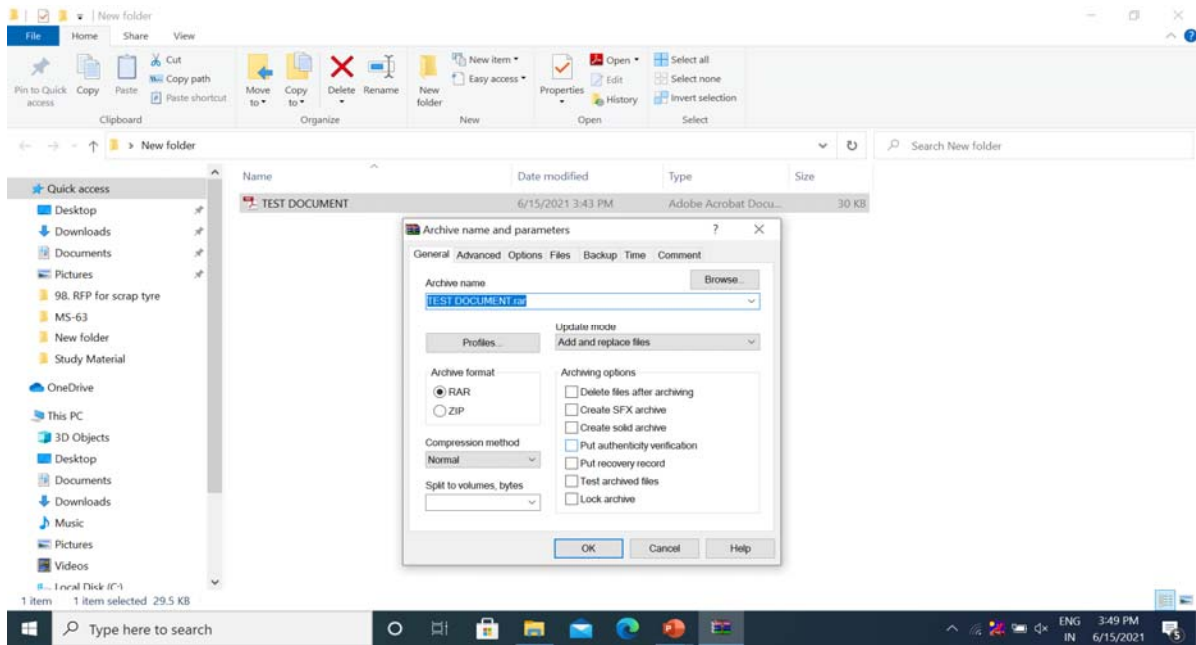 New folder
File Home Share View
Pin to Quick access
Copy
Paste
Cut
Copy path
Paste shortcut
Clipboard
Move to
Copy to
Delete
Rename
Organize
New folder
New item
Easy access
New
Properties
Open
Edit
History
Open
Select all
Select none
Invert selection
Select
New folder
Search New folder
Name Date modified Type Size
TEST DOCUMENT 6/15/2021 3:43 PM Adobe Acrobat Docu... 30 KB
Quick access
Desktop
Downloads
Documents
Pictures
98. RFP for scrap tyre
MS-63
New folder
Study Material
OneDrive
This PC
3D Objects
Desktop
Documents
Downloads
Music
Pictures
Videos
Local Disk (C:)
Archive name and parameters ? 
General Advanced Options Files Backup Time Comment
Archive name
Browse...
TEST DOCUMENT.rar
Profiles...
Update mode
Add and replace files
Archive format
RAR
ZIP
Compression method
Normal
Split to volumes, bytes
Archiving options
Delete files after archiving
Create SFX archive
Create solid archive
Put authenticity verification
Put recovery record
Test archived files
Lock archive
OK Cancel Help
1 item 1 item selected 29.5 KB
Type here to search
ENG
IN
3:49 PM
6/15/2021
5